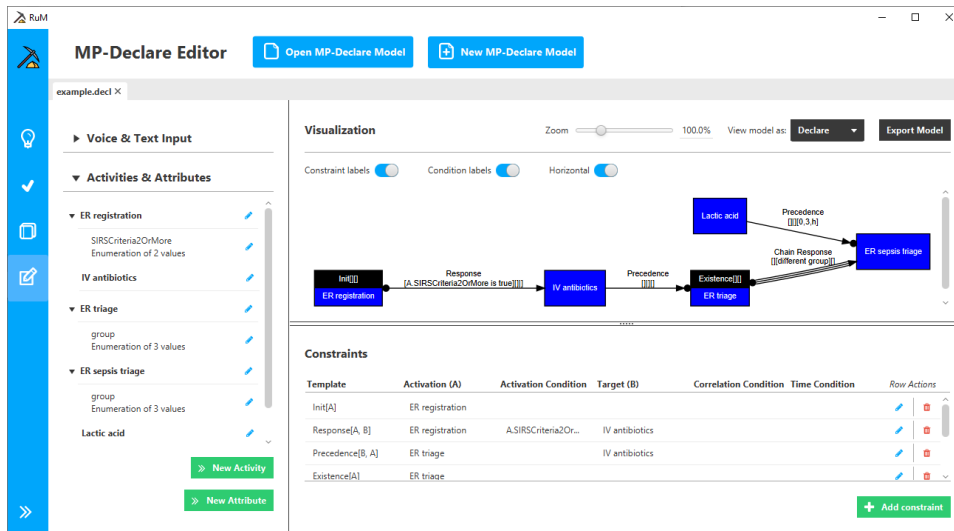 RuM
MP-Declare Editor
Open MP-Declare Model
New MP-Declare Model
example.decl
Voice & Text Input
Activities & Attributes
ER registration
SIRSCriteria2OrMore
Enumeration of 2 values
IV antibiotics
ER triage
group
Enumeration of 3 values
ER sepsis triage
group
Enumeration of 3 values
Lactic acid
New Activity
New Attribute
Visualization
Zoom
100.0%
View model as:
Declare
Export Model
Constraint labels
Condition labels
Horizontal
Lactic acid
Precedence
[][][0,3,h]
ER sepsis triage
Chain Response
[][different group][]
Init[][]
ER registration
Response
[A.SIRSCriteria2OrMore is true][][]
IV antibiotics
Precedence
[][][]
Existence[][]
ER triage
Constraints
Template Activation (A) Activation Condition Target (B) Correlation Condition Time Condition Row Actions
Init[A] ER registration
Response[A, B] ER registration A.SIRSCriteria2Or... IV antibiotics
Precedence[B, A] ER triage IV antibiotics
Existence[A] ER triage
Add constraint